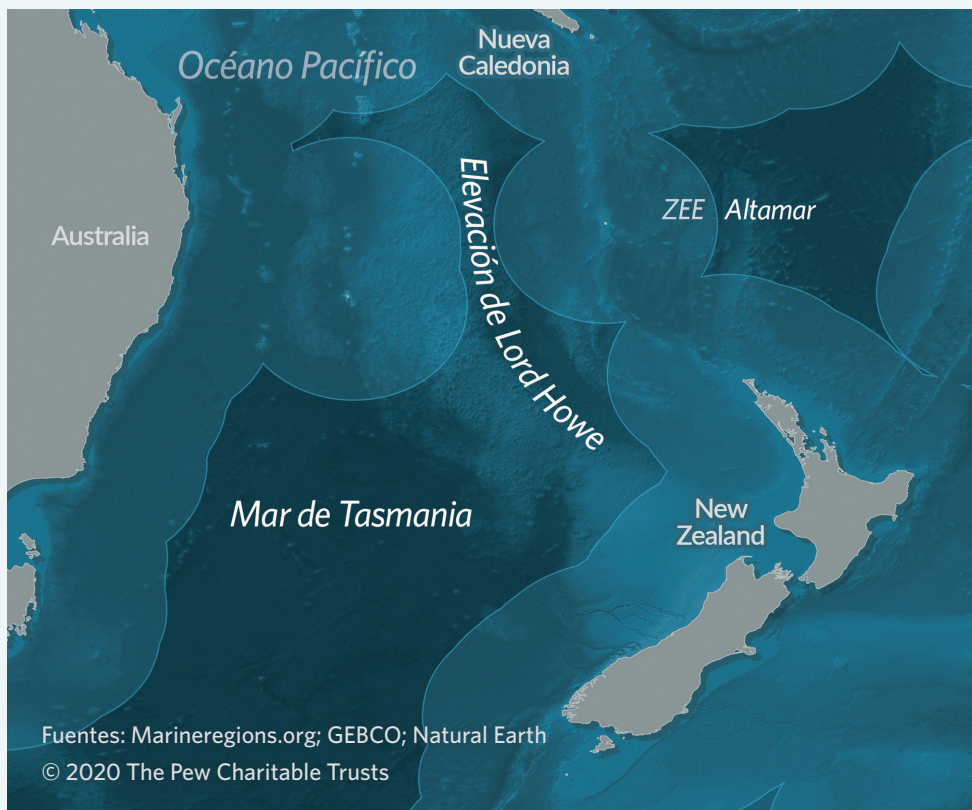 Océano Pacífico
Nueva
Caledonia
Elevación de Lord Howe
ZEE
Altamar
Australia
Mar de Tasmania
New
Zealand
Fuentes: Marineregions.org; GEBCO; Natural Earth
© 2020 The Pew Charitable Trusts